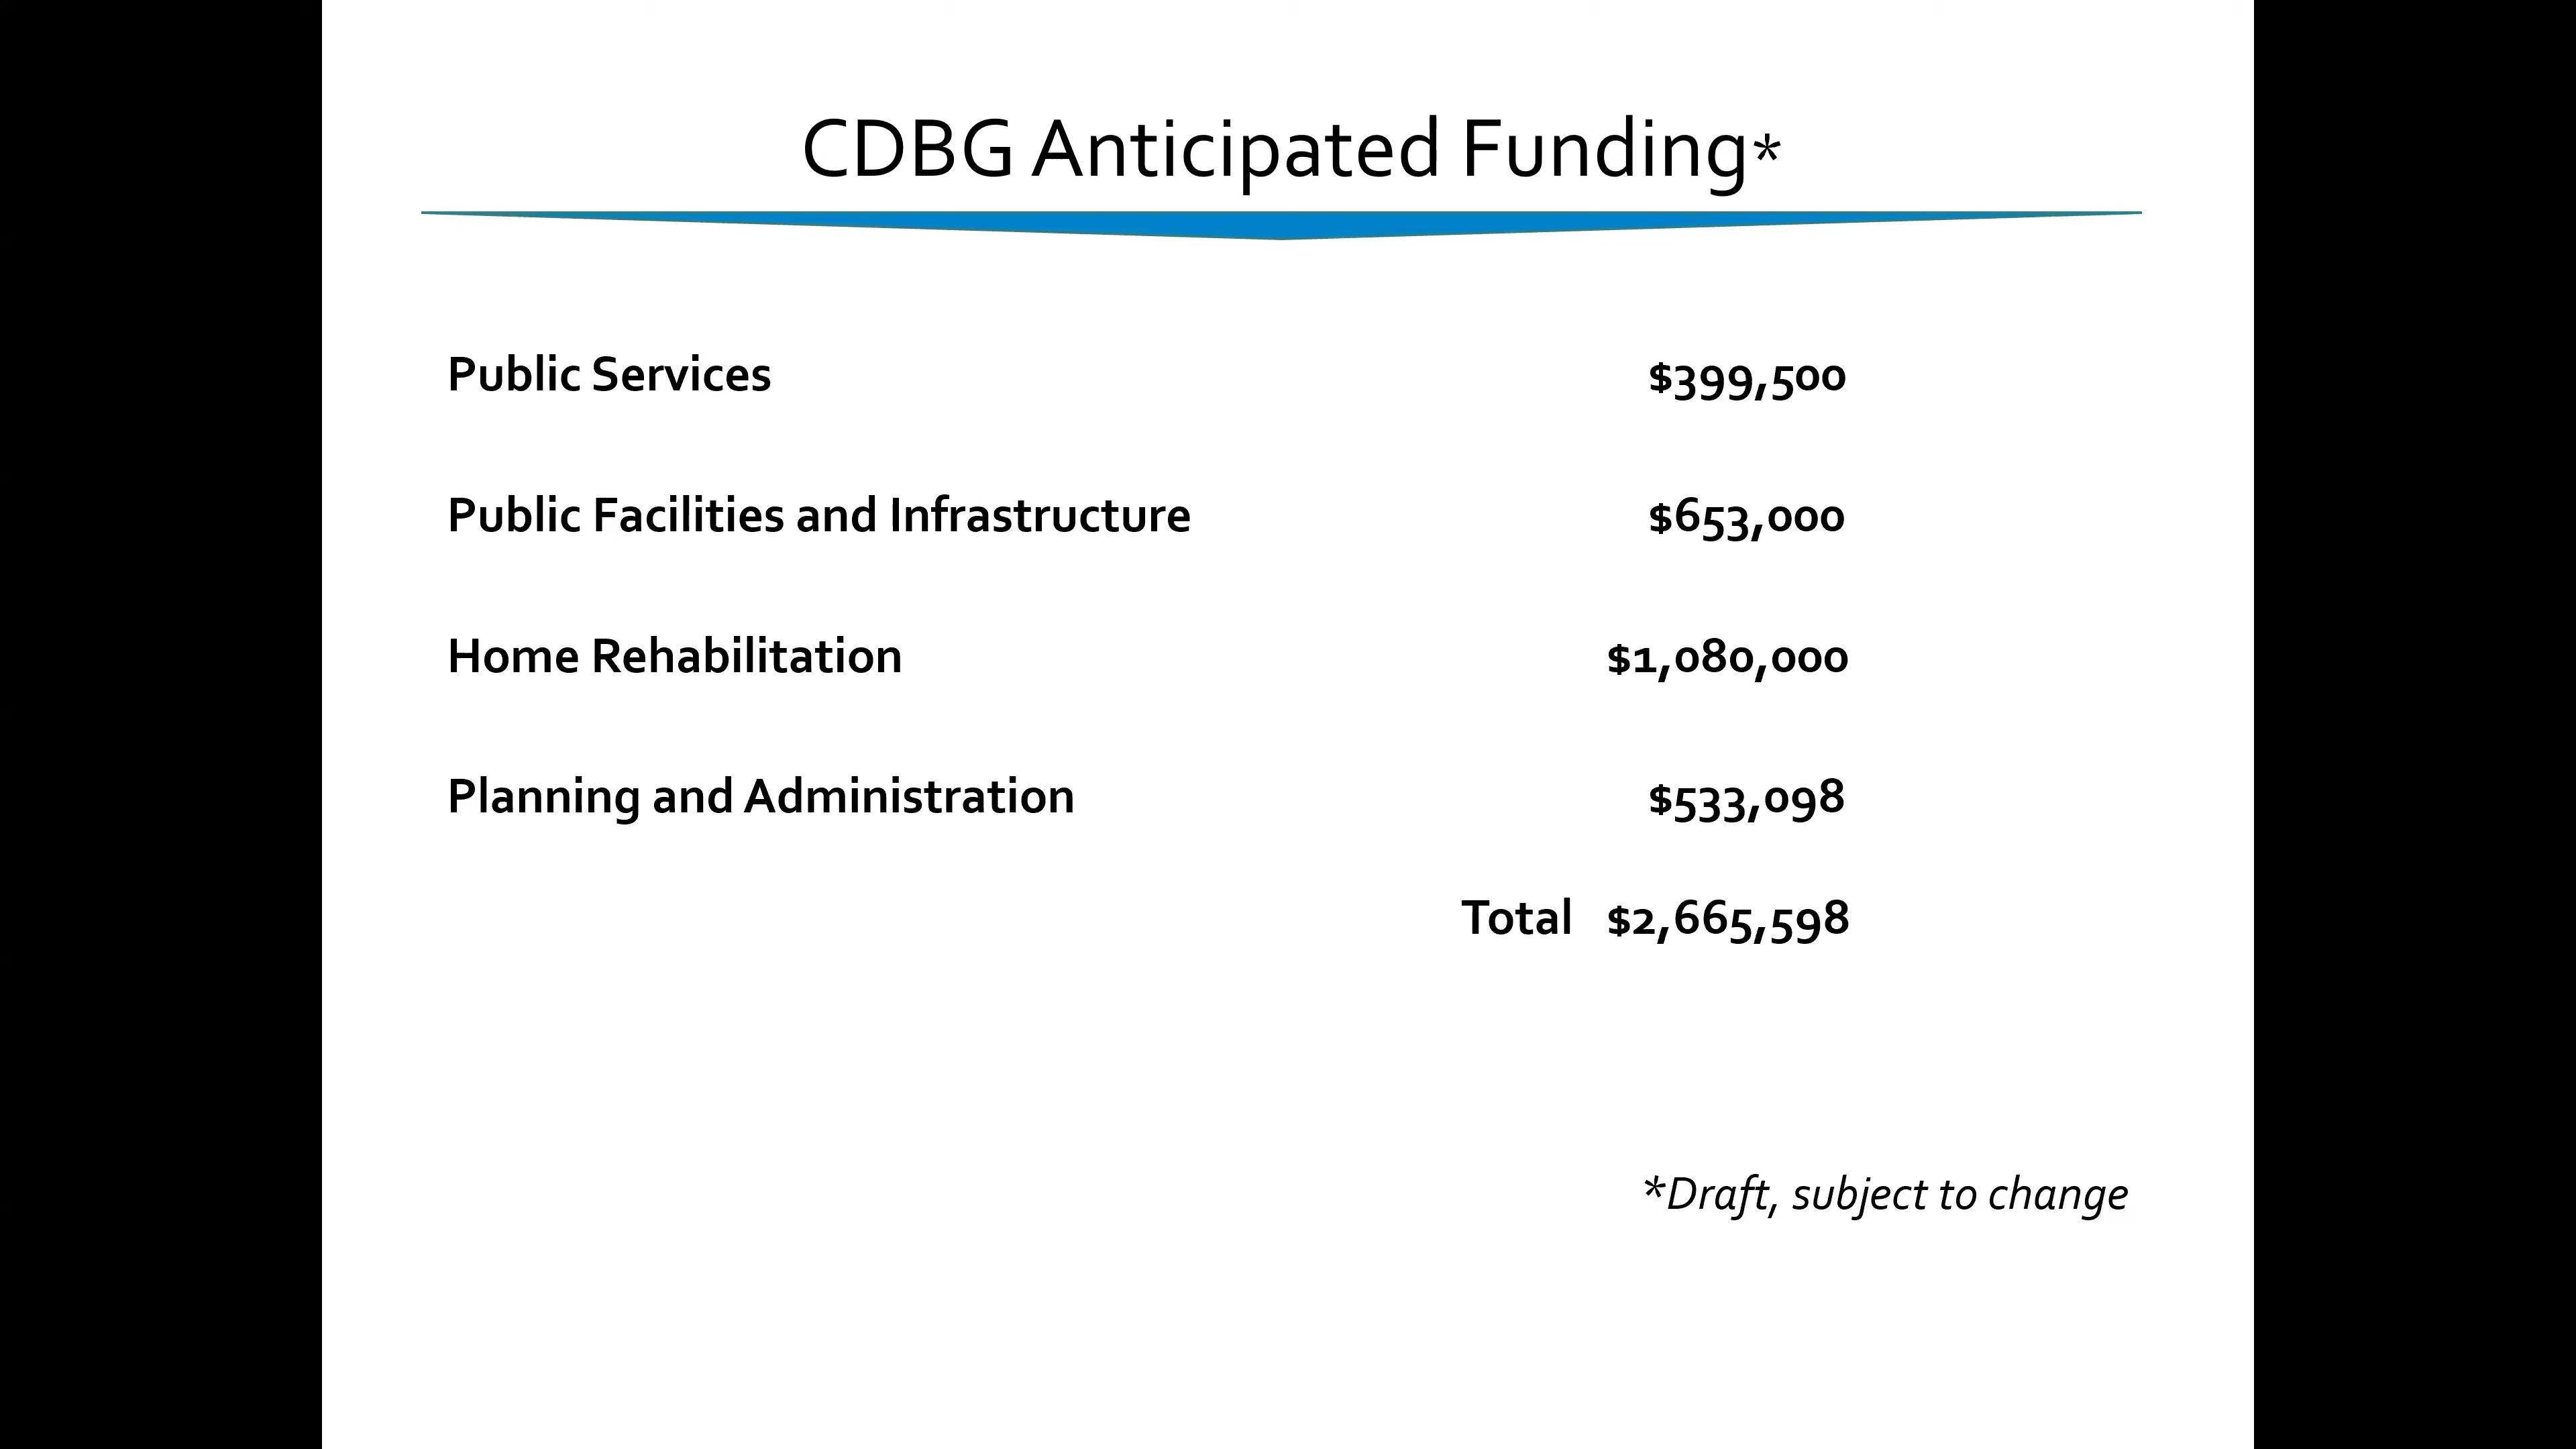 CDBG Anticipated Funding*
Public Services $399,500
Public Facilities and Infrastructure $653,000
Home Rehabilitation $1,080,000
Planning and Administration $533,098
Total $2,665,598
*Draft, subject to change